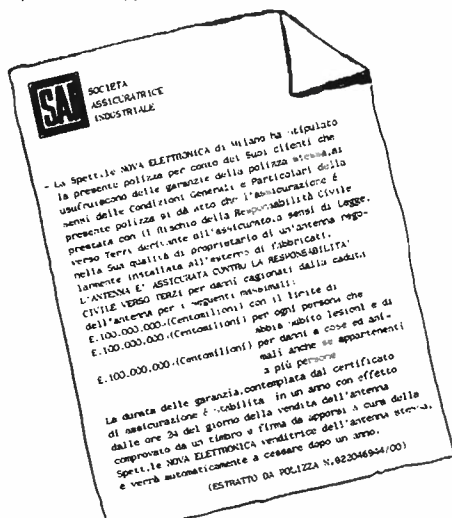 SAI
SOCIETA
ASSICURATRICE
INDUSTRIALE
- La Spett.le NOVA ELETTRONICA di Milano ha stipulato
la presente polizza per conto dei Suoi Clienti che
usufruiscono delle garanzie della polizza stessa, ai
sensi delle Condizioni Generali e Particolari della
presente polizza si dà atto che l'assicurazione è
prestata con il Rischio della Responsabilità Civile
verso Terzi derivante all'assicurato, a sensi di Legge,
nella Sua qualità di proprietario di un'antenna rego-
larmente installata all'esterno di fabbricati.
L'ANTENNA E' ASSICURATA CONTRO LA RESPONSABILITA'
CIVILE VERSO TERZI per danni cagionati dalla caduta
dell'antenna per i seguenti massimali:
£.100.000.000.(Centomilioni) con il limite di
£.100.000.000.(Centomilioni) per ogni persona che
abbia subito lesioni e di
£.100.000.000.(Centomilioni) per danni a cose ed ani-
mali anche se appartenenti
a più persone
La durata delle garanzia, contemplata dal certificato
di assicurazione è stabilita in un anno con effetto
dalle ore 24 del giorno della vendita dell'antenna
comprovato da un timbro e firma da apporsi a cura della
Spett.le NOVA ELETTRONICA venditrice dell'antenna stessa,
e verrà automaticamente a cessare dopo un anno.
(ESTRATTO DA POLIZZA N.823046944/00)